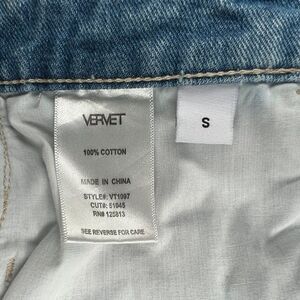 VERVET
S
100% COTTON
MADE IN CHINA
STYLE#: VT1097
CUT#: 51045
RN# 125813
SEE REVERSE FOR CARE